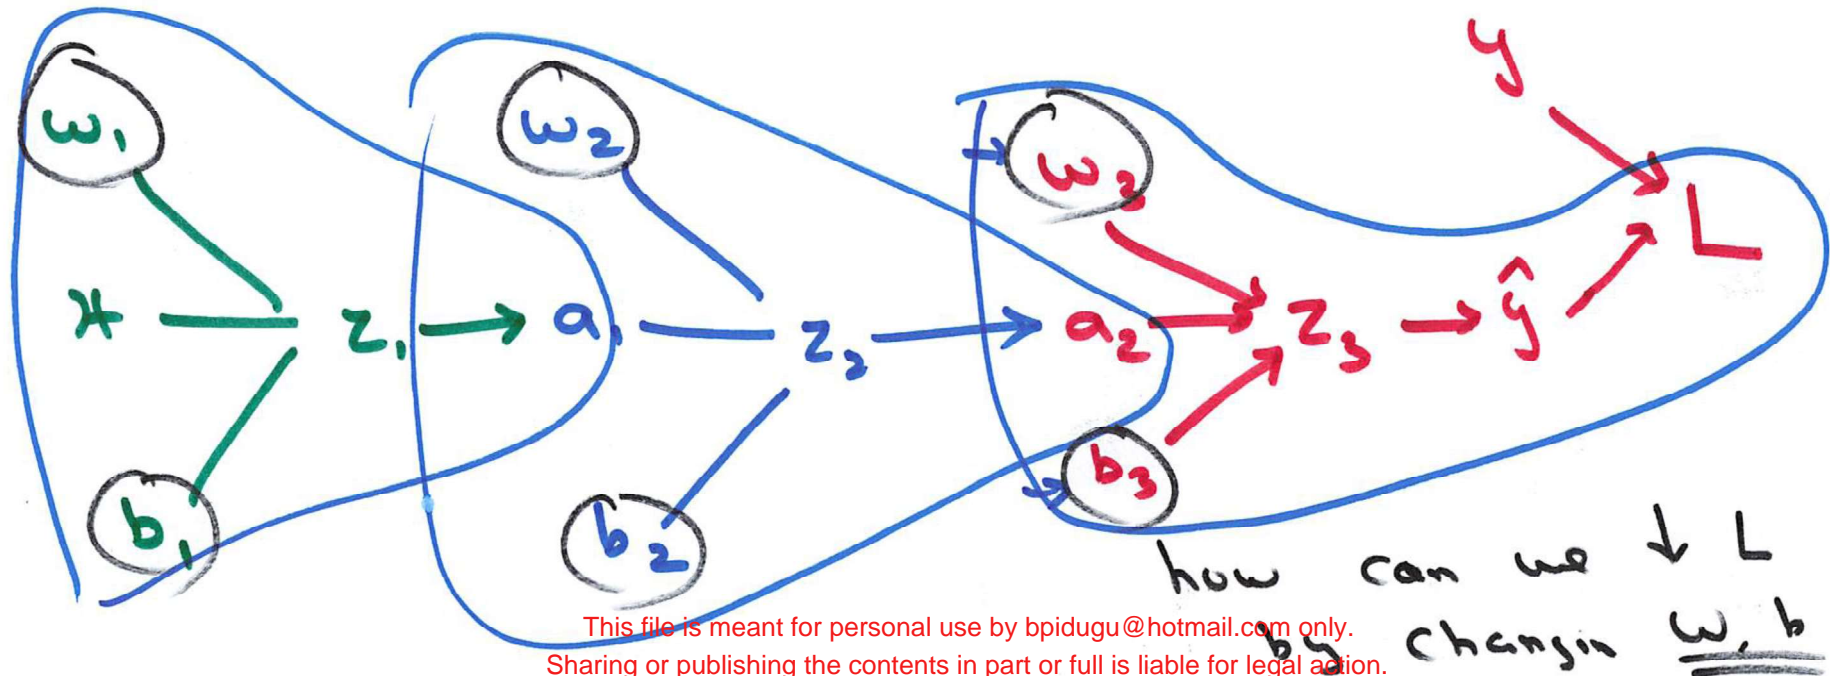 y
w₁ w₂ w₃
L
x z₁ a₁ z₂ a₂ z₃ ŷ
b₁ b₂ b₃
how can we ↓ L
by changin w, b
This file is meant for personal use by bpidugu@hotmail.com only.
Sharing or publishing the contents in part or full is liable for legal action.